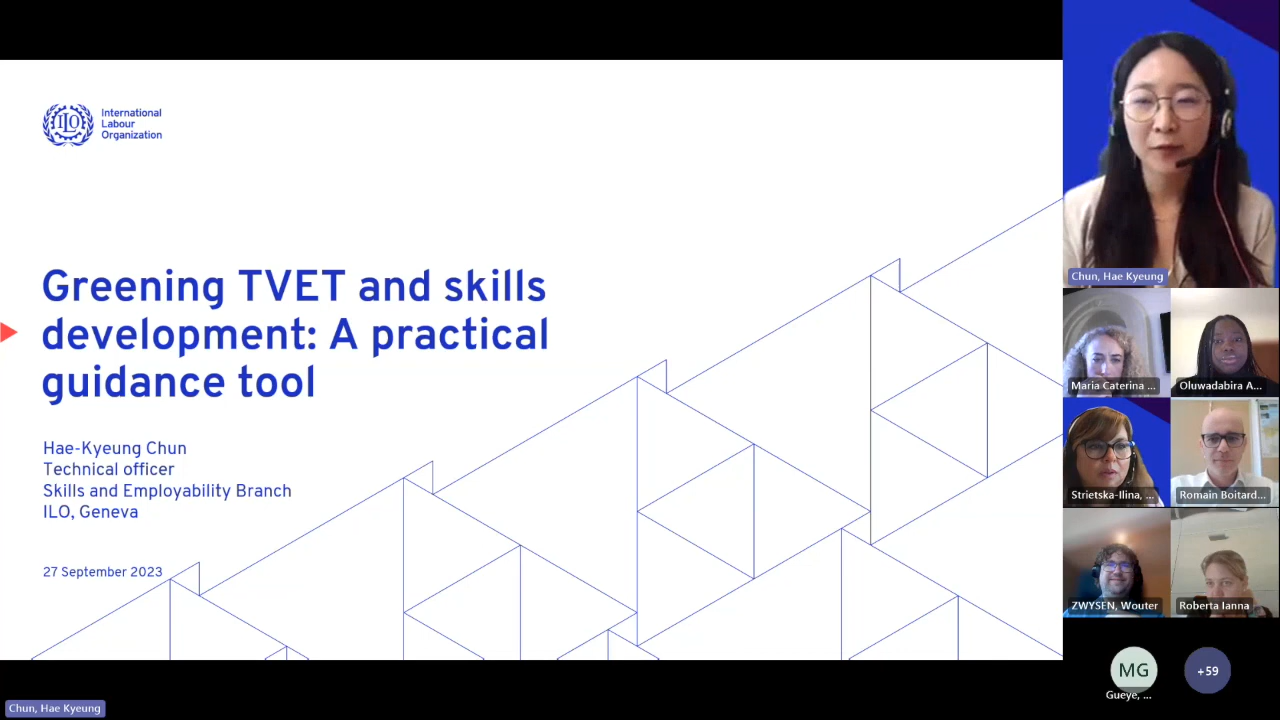 International
Labour
Organization
Greening TVET and skills
development: A practical
guidance tool
Hae-Kyeung Chun
Technical officer
Skills and Employability Branch
ILO, Geneva
27 September 2023
Chun, Hae Kyeung
Chun, Hae Kyeung
Maria Caterina ...
Oluwadabira A...
Strietska-Ilina, ...
Romain Boitard...
ZWYSEN, Wouter
Roberta Ianna
MG
Gueye, ...
+59
ILO